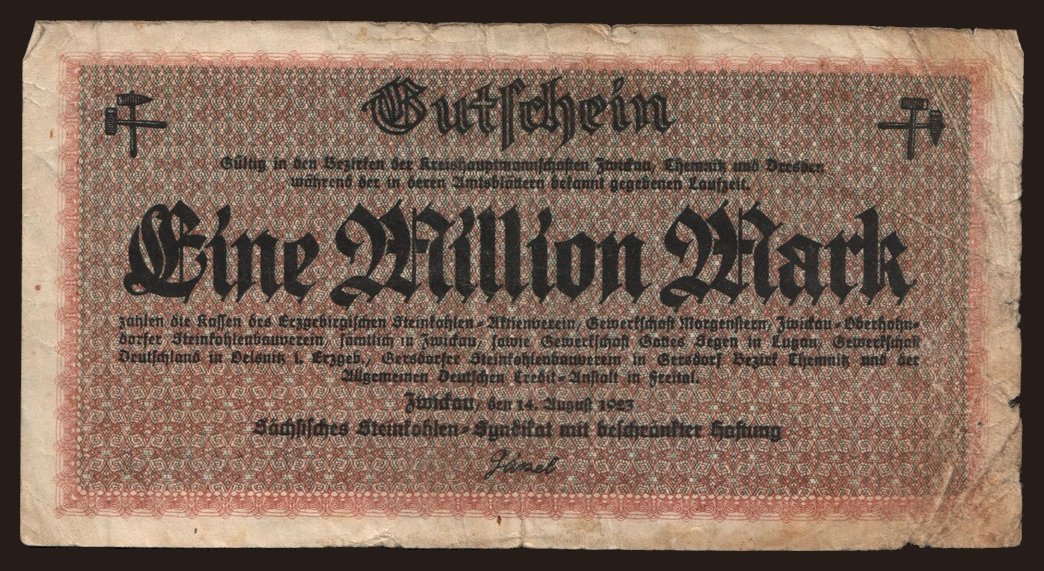 Gutschein
Gültig in den Bezirken der Kreishauptmannschaften Zwickau, Chemnitz und Dresden
während der in deren Amtsblättern bekannt gegebenen Laufzeit.
Eine Million Mark
zahlen die Kassen des Erzgebirgischen Steinkohlen-Aktienverein, Gewerkschaft Morgenstern, Zwickau-Oberhohn-
dorfer Steinkohlenbauverein, sämtlich in Zwickau, sowie Gewerkschaft Gottes Segen in Lugau, Gewerkschaft
Deutschland in Oelsnitz i. Erzgeb., Gersdorfer Steinkohlenbauverein in Gersdorf Bezirk Chemnitz und der
Allgemeinen Deutschen Credit-Anstalt in Freital.
Zwickau, den 14. August 1923
Sächsisches Steinkohlen-Syndikat mit beschränkter Haftung